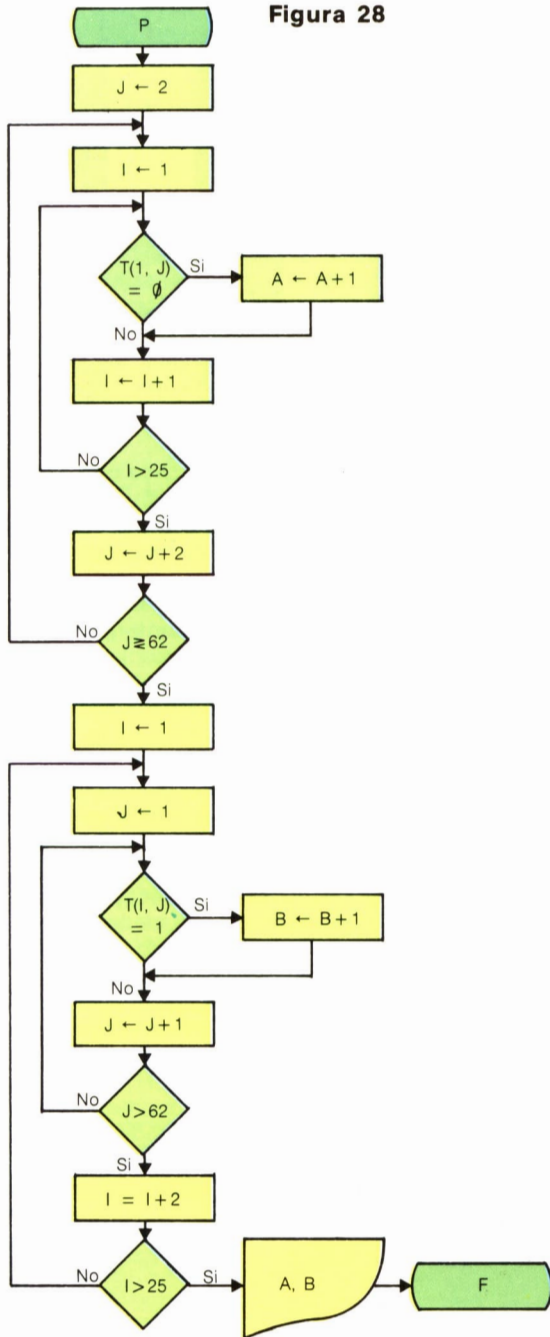 Figura 28
P
J ← 2
I ← 1
T(1, J)
= ∅
Si
A ← A+1
No
I ← I+1
No
I>25
Si
J ← J+2
No
J≧62
Si
I ← 1
J ← 1
T(I, J)
= 1
Si
B ← B+1
No
J ← J+1
No
J>62
Si
I = I+2
No
I>25
Si
A, B
F